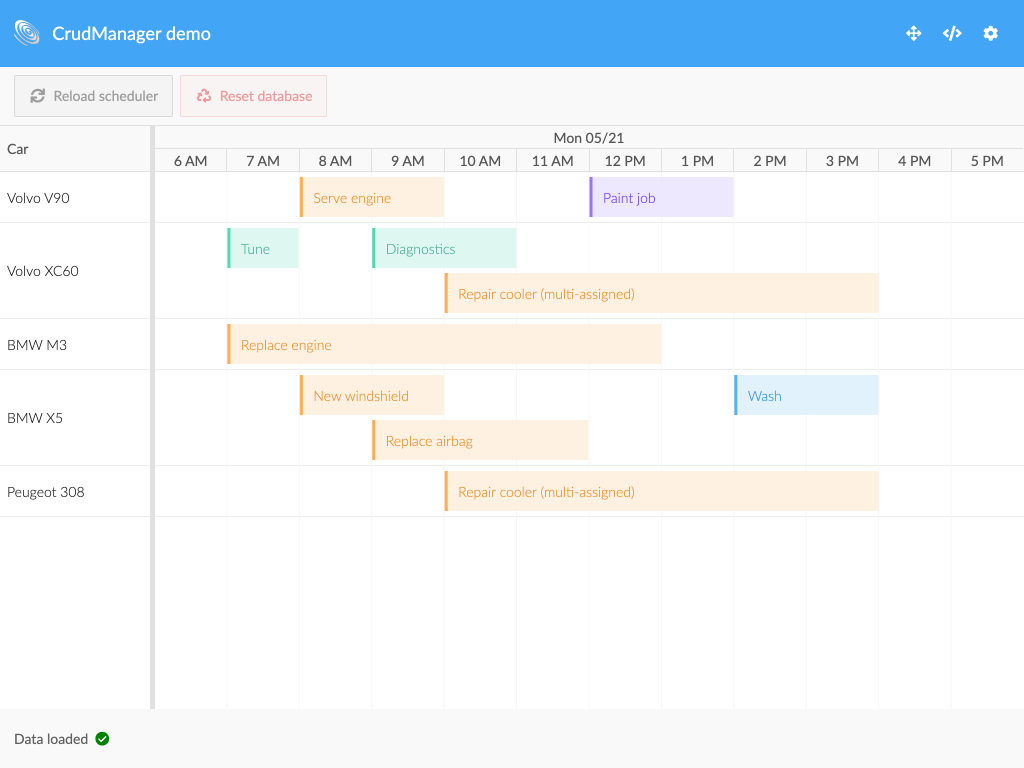 CrudManager demo
Reload scheduler
Reset database
Car
Mon 05/21
6 AM 7 AM 8 AM 9 AM 10 AM 11 AM 12 PM 1 PM 2 PM 3 PM 4 PM 5 PM
Volvo V90
Serve engine
Paint job
Volvo XC60
Tune
Diagnostics
Repair cooler (multi-assigned)
BMW M3
Replace engine
BMW X5
New windshield
Wash
Replace airbag
Peugeot 308
Repair cooler (multi-assigned)
Data loaded